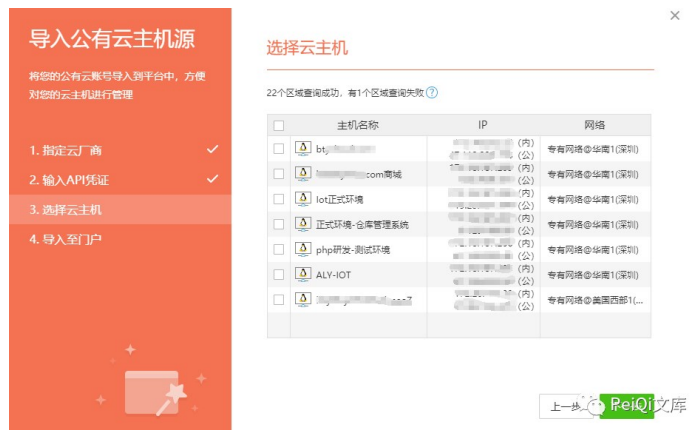 导入公有云主机源
将您的公有云账号导入到平台中，方便
对您的云主机进行管理
1. 指定云厂商
2. 输入API凭证
3. 选择云主机
4. 导入至门户
选择云主机
22个区域查询成功，有1个区域查询失败
主机名称 IP 网络
bt (内) (公) 专有网络@华南1(深圳)
com商城 (内) (公) 专有网络@华南1(深圳)
Iot正式环境 (内) (公) 专有网络@华南1(深圳)
正式环境-仓库管理系统 (内) (公) 专有网络@华南1(深圳)
php研发-测试环境 (内) (公) 专有网络@华南1(深圳)
ALY-IOT (内) (公) 专有网络@华南1(深圳)
(内) (公) 专有网络@美国西部1(...
上一步
PeiQi文库